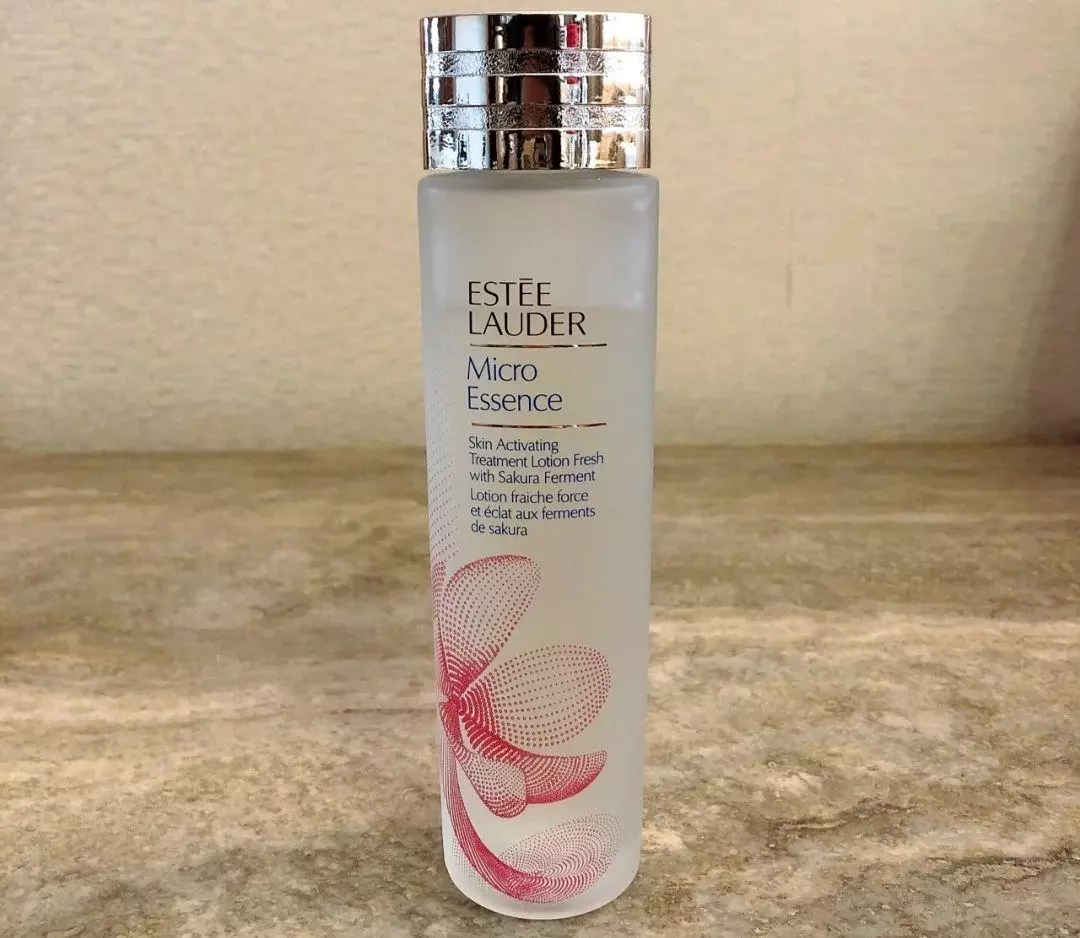 ESTĒE
LAUDER
Micro
Essence
Skin Activating
Treatment Lotion Fresh
with Sakura Ferment
Lotion fraiche force
et éclat aux ferments
de sakura